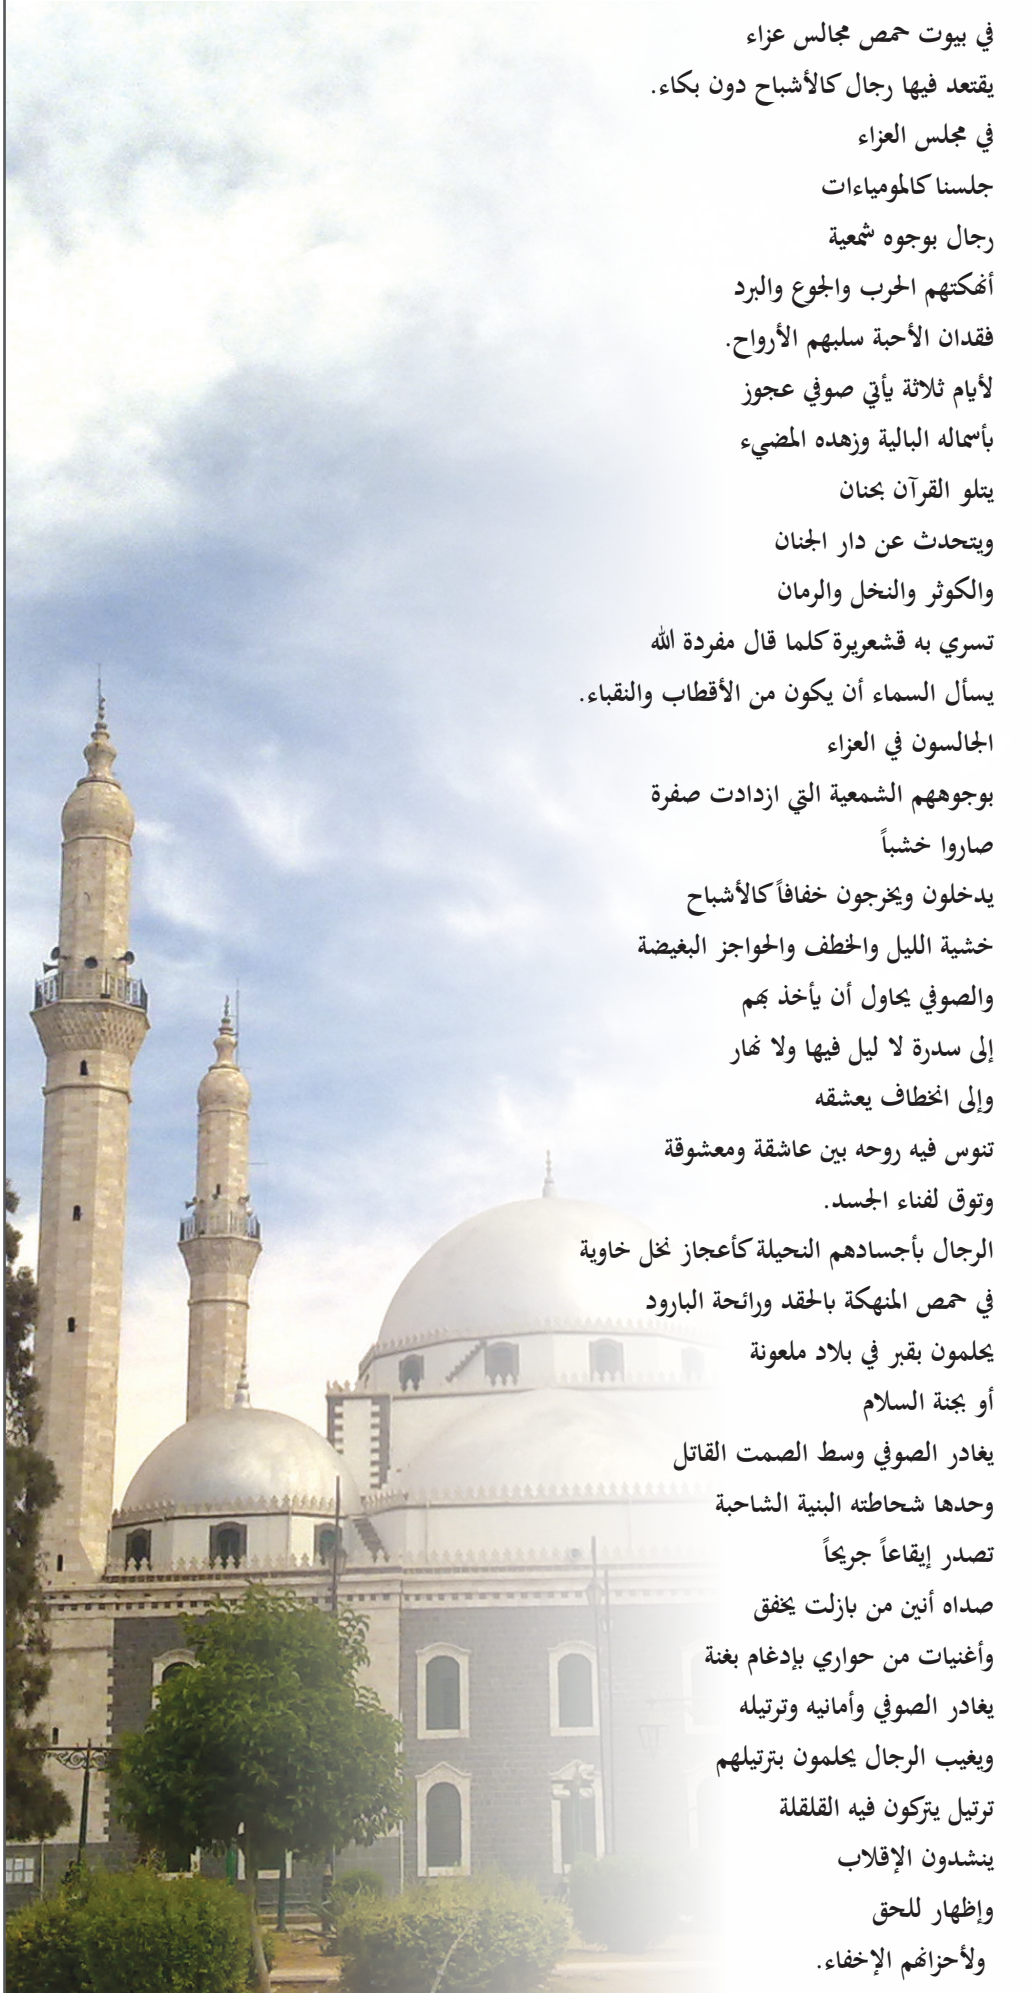 في بيوت حمص مجالس عزاء
يقتعد فيها رجال كالأشباح دون بكاء.
في مجلس العزاء
جلسنا كالمومياءات
رجال بوجوه شمعية
أنهكتهم الحرب والجوع والبرد
فقدان الأحبة سلبهم الأرواح.
لأيام ثلاثة يأتي صوفي عجوز
بأسماله البالية وزهده المضيء
يتلو القرآن بحنان
ويتحدث عن دار الجنان
والكوثر والنخل والرمان
تسري به قشعريرة كلما قال مفردة الله
يسأل السماء أن يكون من الأقطاب والنقباء.
الجالسون في العزاء
بوجوههم الشمعية التي ازدادت صفرة
صاروا خشباً
يدخلون ويخرجون خفافاً كالأشباح
خشية الليل والخطف والحواجز البغيضة
والصوفي يحاول أن يأخذ بهم
إلى سدرة لا ليل فيها ولا نهار
وإلى انخطاف يعشقه
تنوس فيه روحه بين عاشقة ومعشوقة
وتوق لفناء الجسد.
الرجال بأجسادهم النحيلة كأعجاز نخل خاوية
في حمص المنهكة بالحقد ورائحة البارود
يحلمون بقبر في بلاد ملعونة
أو بجنة السلام
يغادر الصوفي وسط الصمت القاتل
وحدها شحاطته البنية الشاحبة
تصدر إيقاعاً جريحاً
صداه أنين من بازلت يخفق
وأغنيات من حواري بإدغام بغنة
يغادر الصوفي وأمانيه وترتيله
ويغيب الرجال يحلمون بترتيلهم
ترتيل يتركون فيه القلقلة
ينشدون الإقلاب
وإظهار للحق
ولأحزانهم الإخفاء.